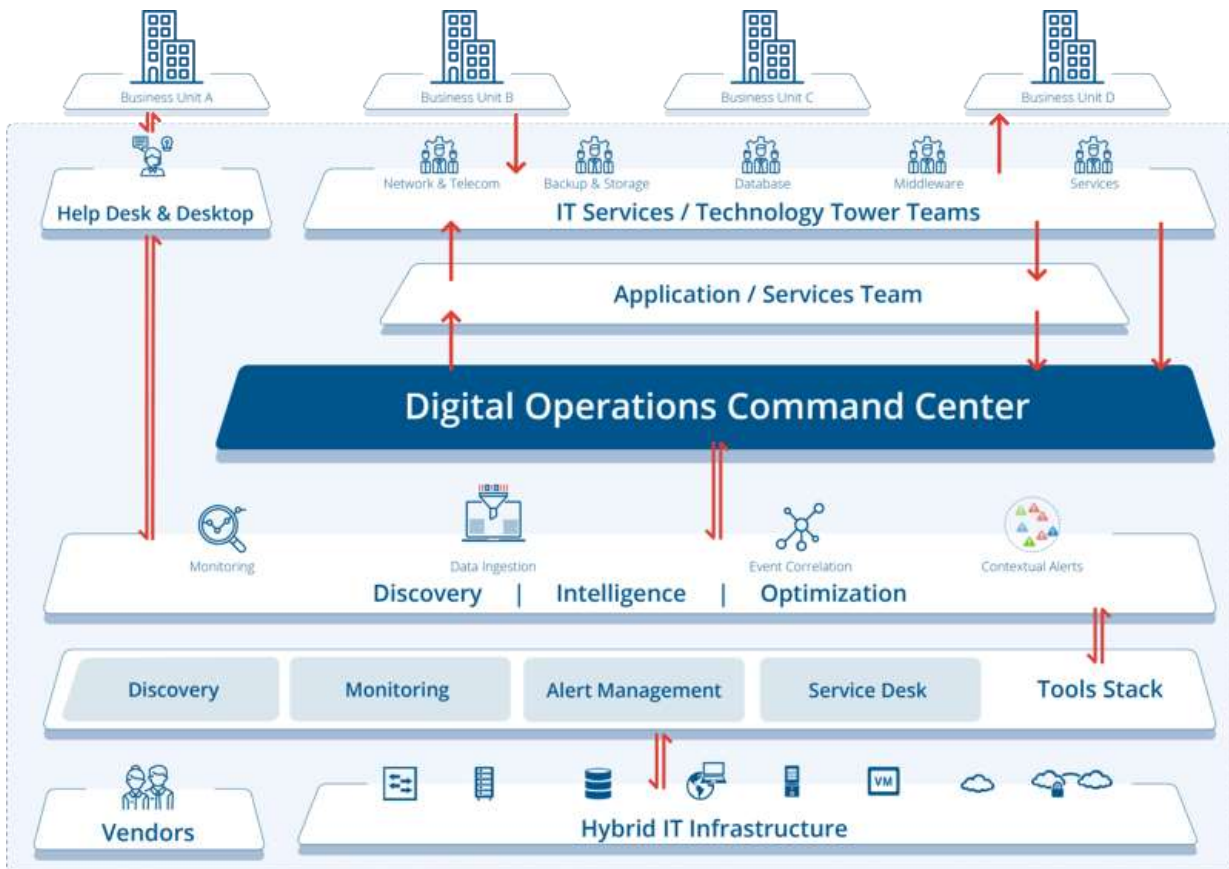 Business Unit A
Business Unit B
Business Unit C
Business Unit D
Network & Telecom
Backup & Storage
Database
Middleware
Services
Help Desk & Desktop
IT Services / Technology Tower Teams
Application / Services Team
Digital Operations Command Center
Monitoring
Data Ingestion
Event Correlation
Contextual Alerts
Discovery | Intelligence | Optimization
Discovery
Monitoring
Alert Management
Service Desk
Tools Stack
VM
Vendors
Hybrid IT Infrastructure